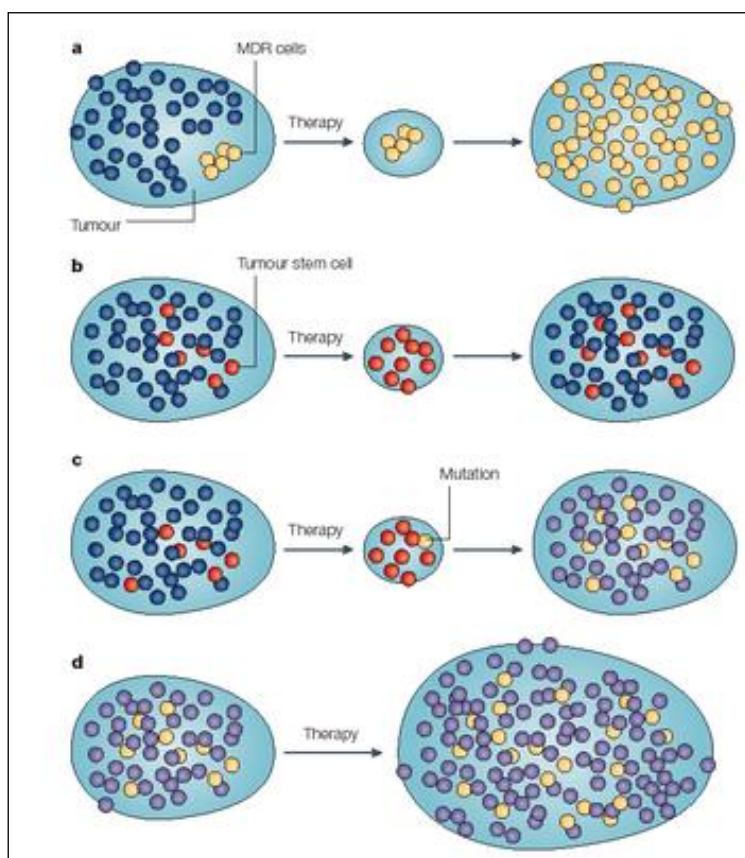 a
MDR cells
Therapy
Tumour
b
Tumour stem cell
Therapy
c
Mutation
Therapy
d
Therapy